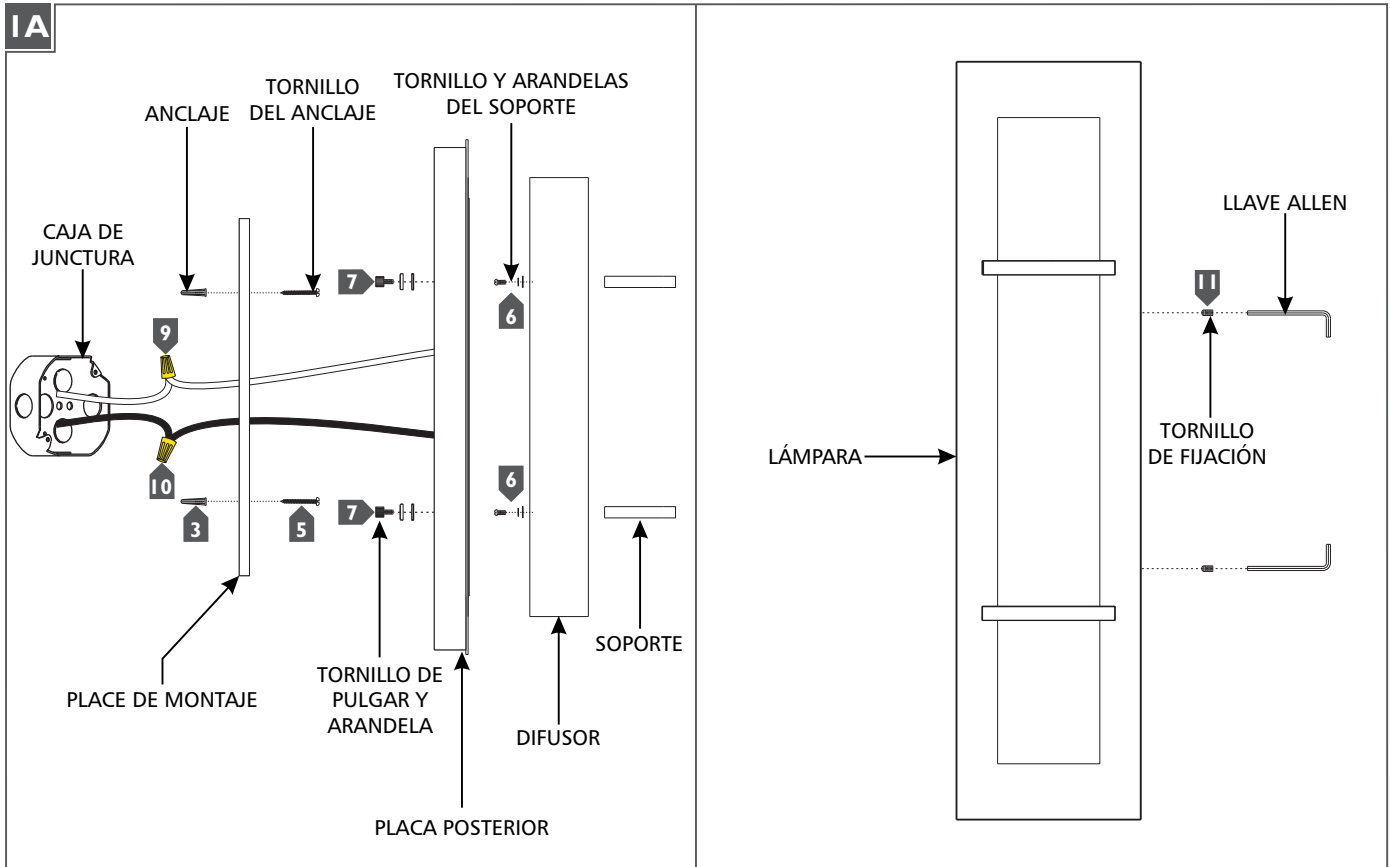 1A
ANCLAJE
TORNILLO
DEL ANCLAJE
TORNILLO Y ARANDELAS
DEL SOPORTE
CAJA DE
JUNCTURA
7
6
9
10
3
5
7
6
PLACE DE MONTAJE
TORNILLO DE
PULGAR Y
ARANDELA
SOPORTE
DIFUSOR
PLACA POSTERIOR
LLAVE ALLEN
11
TORNILLO
DE FIJACIÓN
LÁMPARA